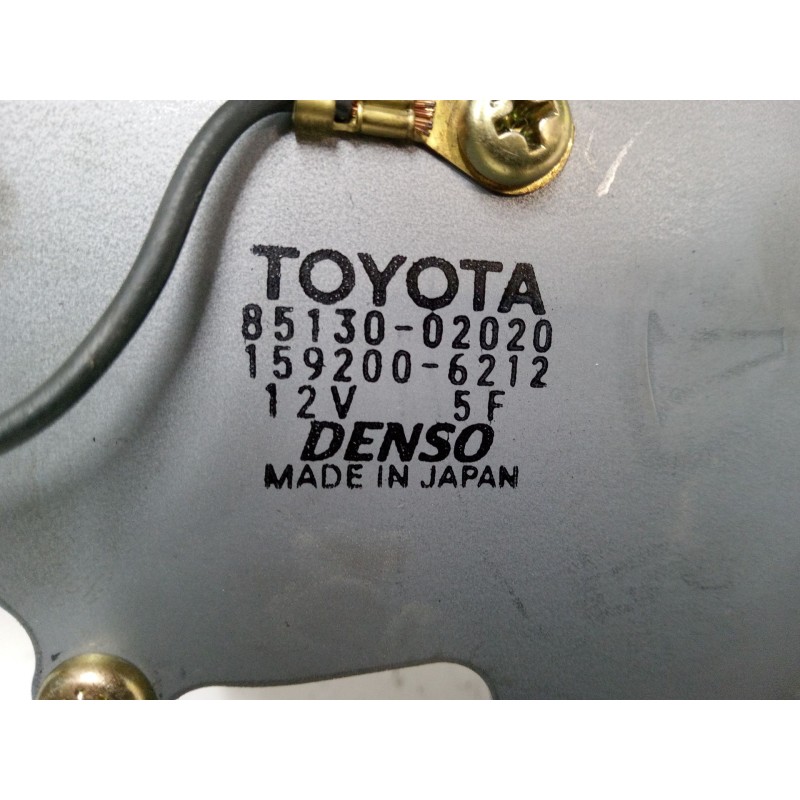 TOYOTA
85130-02020
159200-6212
12V 5F
DENSO
MADE IN JAPAN